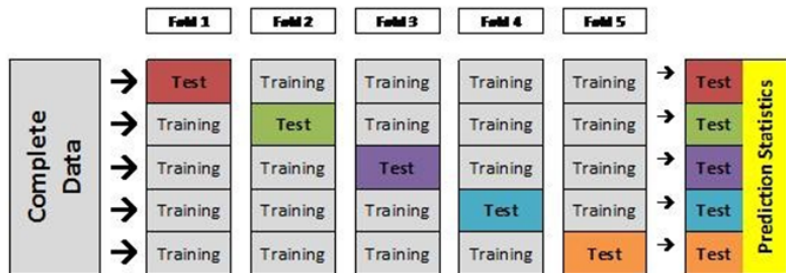 Fold 1 Fold 2 Fold 3 Fold 4 Fold 5
Complete Data
Test Training Training Training Training Test
Training Test Training Training Training Test
Training Training Test Training Training Test
Training Training Training Test Training Test
Training Training Training Training Test Test
Prediction Statistics